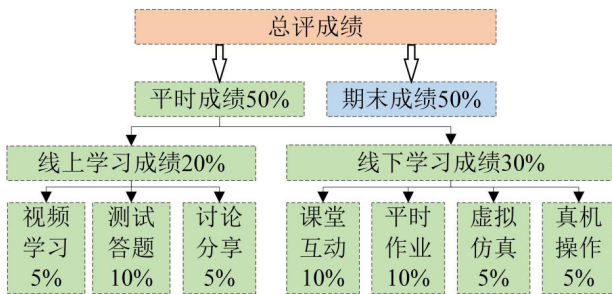 总评成绩
平时成绩50%
期末成绩50%
线上学习成绩20%
线下学习成绩30%
视频
学习
5%
测试
答题
10%
讨论
分享
5%
课堂
互动
10%
平时
作业
10%
虚拟
仿真
5%
真机
操作
5%